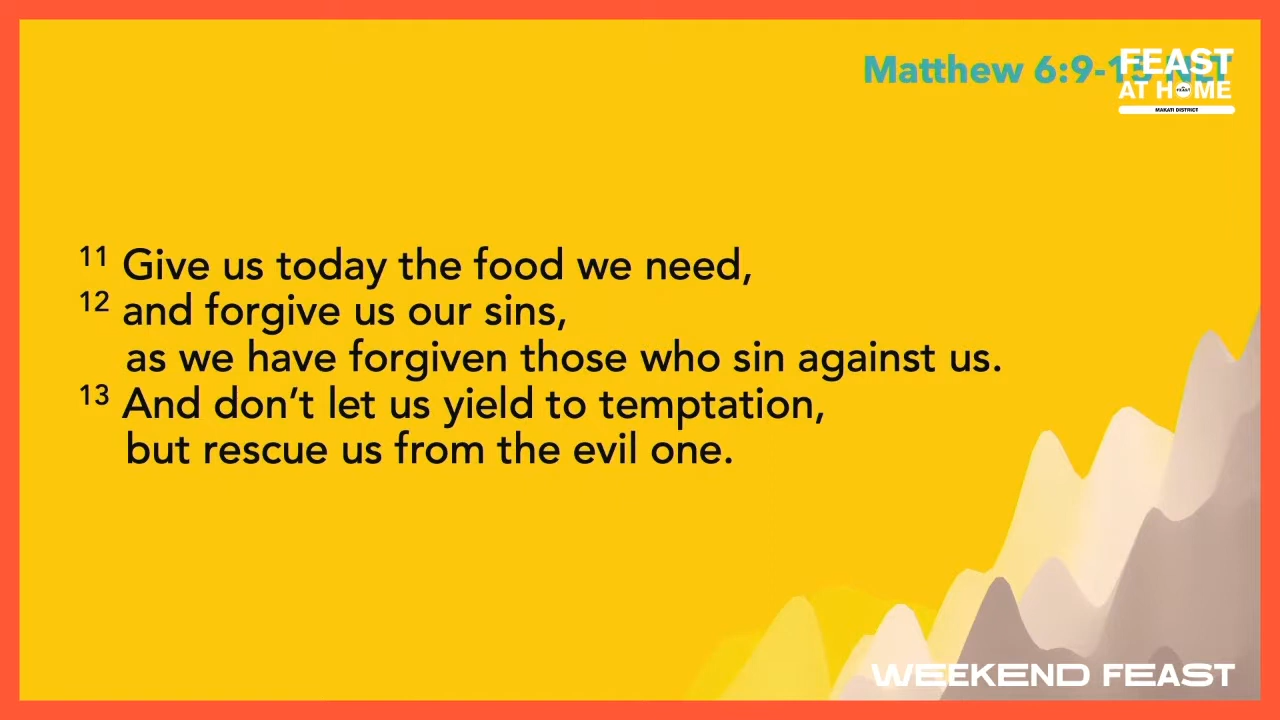 Matthew 6:9-15 NLT
FEAST
AT HOME
MAKATI DISTRICT
11 Give us today the food we need,
12 and forgive us our sins,
as we have forgiven those who sin against us.
13 And don’t let us yield to temptation,
but rescue us from the evil one.
WEEKEND FEAST